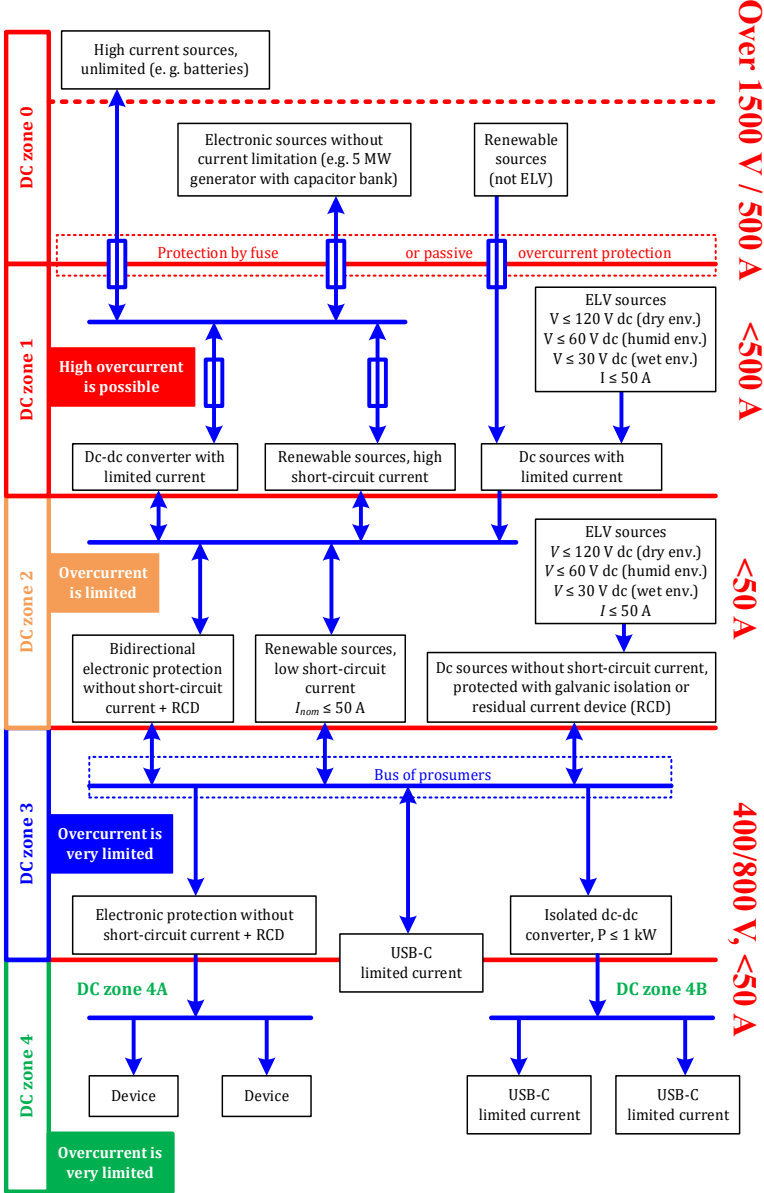 High current sources,
unlimited (e. g. batteries)
Over 1500 V / 500 A
DC zone 0
Electronic sources without
current limitation (e.g. 5 MW
generator with capacitor bank)
Renewable
sources
(not ELV)
Protection by fuse
or passive
overcurrent protection
DC zone 1
<500 A
ELV sources
V ≤ 120 V dc (dry env.)
V ≤ 60 V dc (humid env.)
V ≤ 30 V dc (wet env.)
I ≤ 50 A
High overcurrent
is possible
Dc-dc converter with
limited current
Renewable sources, high
short-circuit current
Dc sources with
limited current
DC zone 2
<50 A
ELV sources
V ≤ 120 V dc (dry env.)
V ≤ 60 V dc (humid env.)
V ≤ 30 V dc (wet env.)
I ≤ 50 A
Overcurrent
is limited
Bidirectional
electronic protection
without short-circuit
current + RCD
Renewable sources,
low short-circuit
current
Inom ≤ 50 A
Dc sources without short-circuit current,
protected with galvanic isolation or
residual current device (RCD)
DC zone 3
Bus of prosumers
400/800 V, <50 A
Overcurrent is
very limited
Electronic protection without
short-circuit current + RCD
USB-C
limited current
Isolated dc-dc
converter, P ≤ 1 kW
DC zone 4
DC zone 4A
DC zone 4B
Device
Device
USB-C
limited current
USB-C
limited current
Overcurrent is
very limited